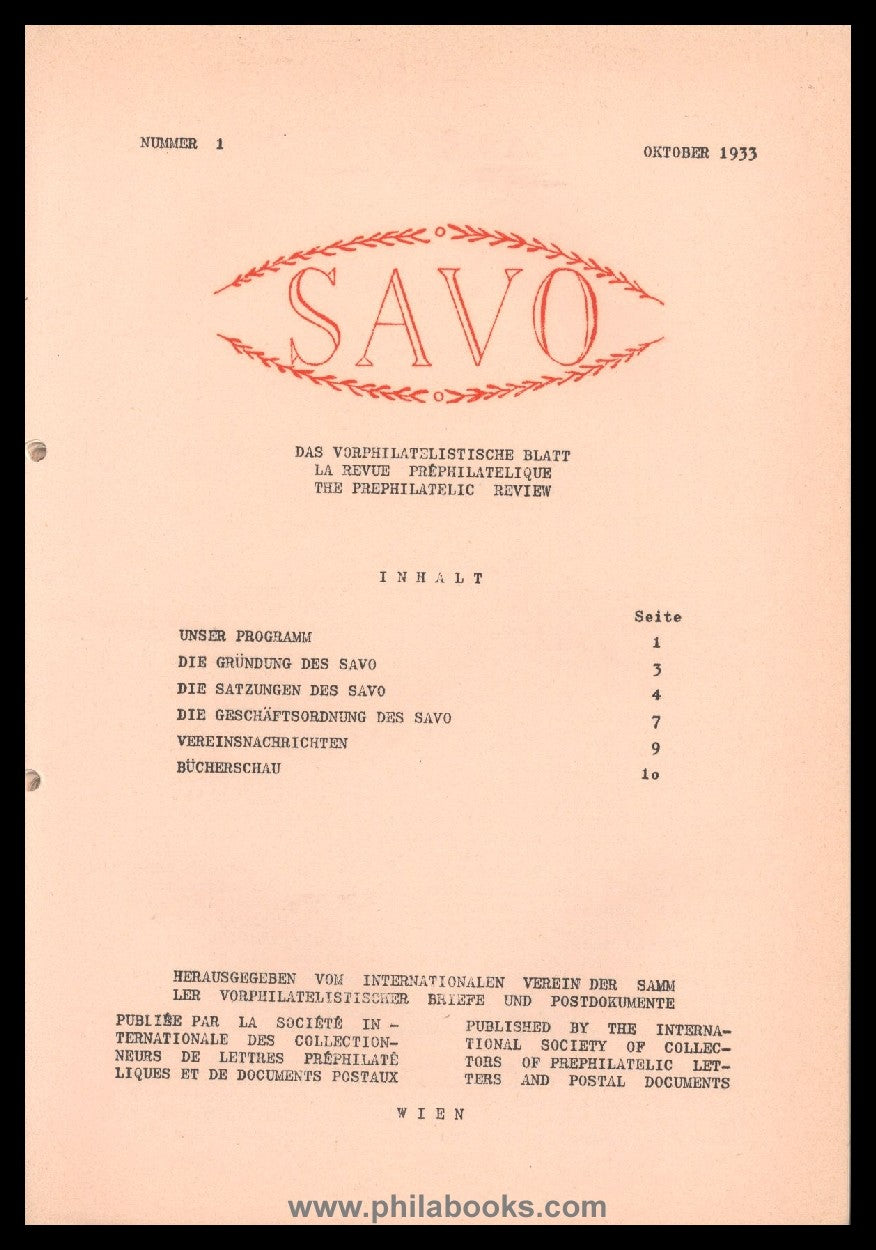 NUMMER 1
OKTOBER 1933
SAVO
DAS VORPHILATELISTISCHE BLATT
LA REVUE PRÉPHILATELIQUE
THE PREPHILATELIC REVIEW
INHALT
Seite
UNSER PROGRAMM 1
DIE GRÜNDUNG DES SAVO 3
DIE SATZUNGEN DES SAVO 4
DIE GESCHÄFTSORDNUNG DES SAVO 7
VEREINSNACHRICHTEN 9
BÜCHERSCHAU 1o
HERAUSGEGEBEN VOM INTERNATIONALEN VEREIN DER SAMM
LER VORPHILATELISTISCHER BRIEFE UND POSTDOKUMENTE
PUBLIÉE PAR LA SOCIÉTÉ IN -
TERNATIONALE DES COLLECTION-
NEURS DE LETTRES PRÉPHILATÉ
LIQUES ET DE DOCUMENTS POSTAUX
PUBLISHED BY THE INTERNA-
TIONAL SOCIETY OF COLLEC-
TORS OF PREPHILATELIC LET-
TERS AND POSTAL DOCUMENTS
WIEN
www.philabooks.com